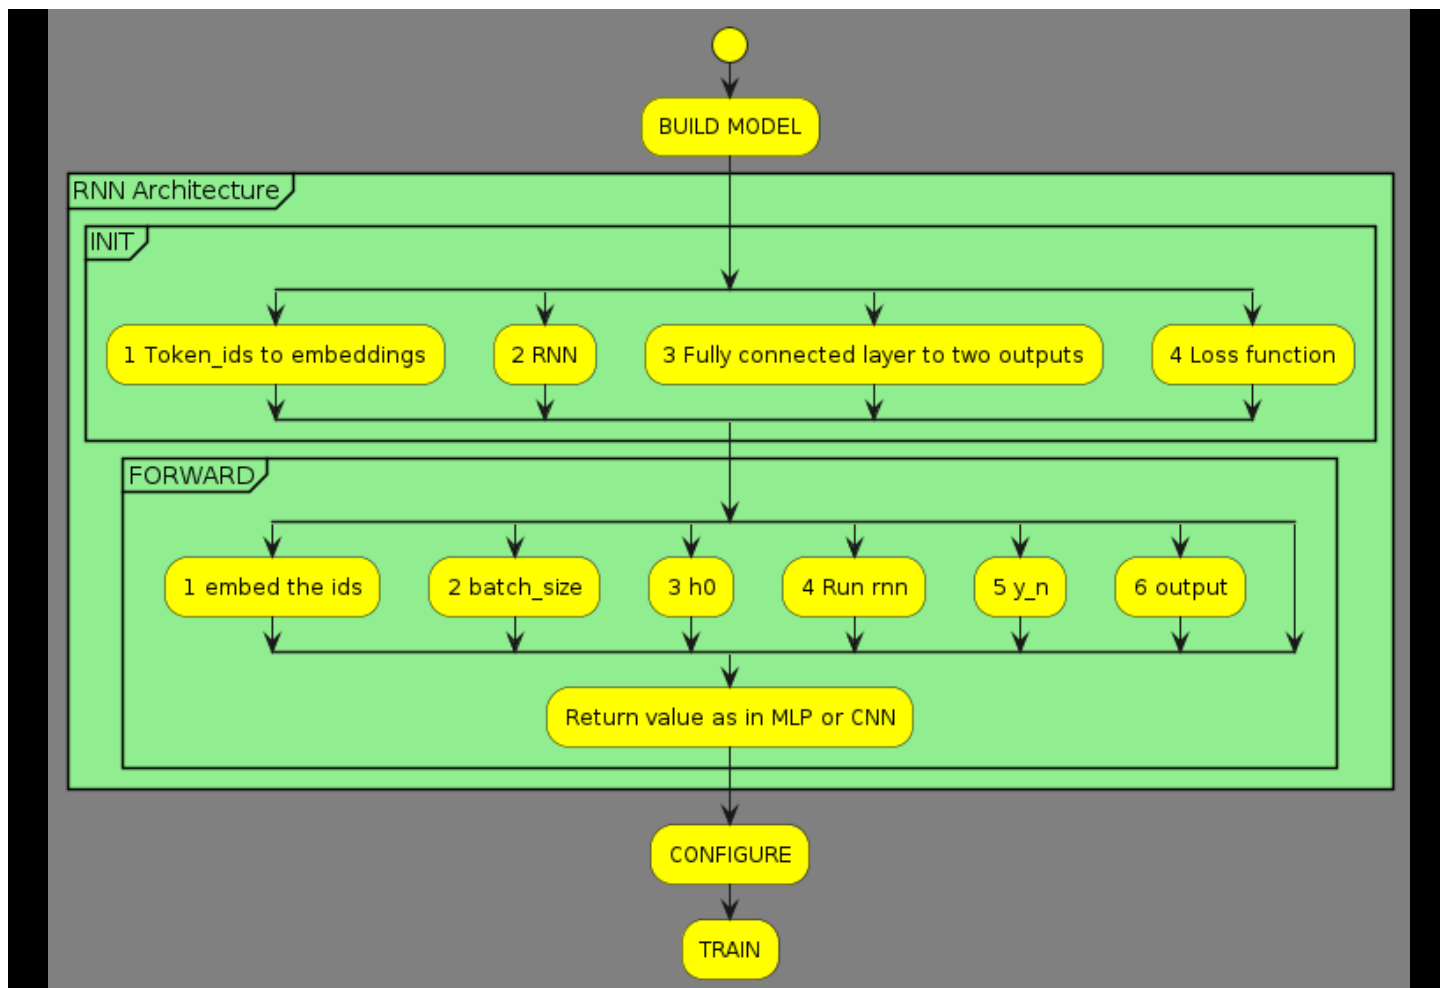 BUILD MODEL
RNN Architecture
INIT
1 Token_ids to embeddings
2 RNN
3 Fully connected layer to two outputs
4 Loss function
FORWARD
1 embed the ids
2 batch_size
3 h0
4 Run rnn
5 y_n
6 output
Return value as in MLP or CNN
CONFIGURE
TRAIN